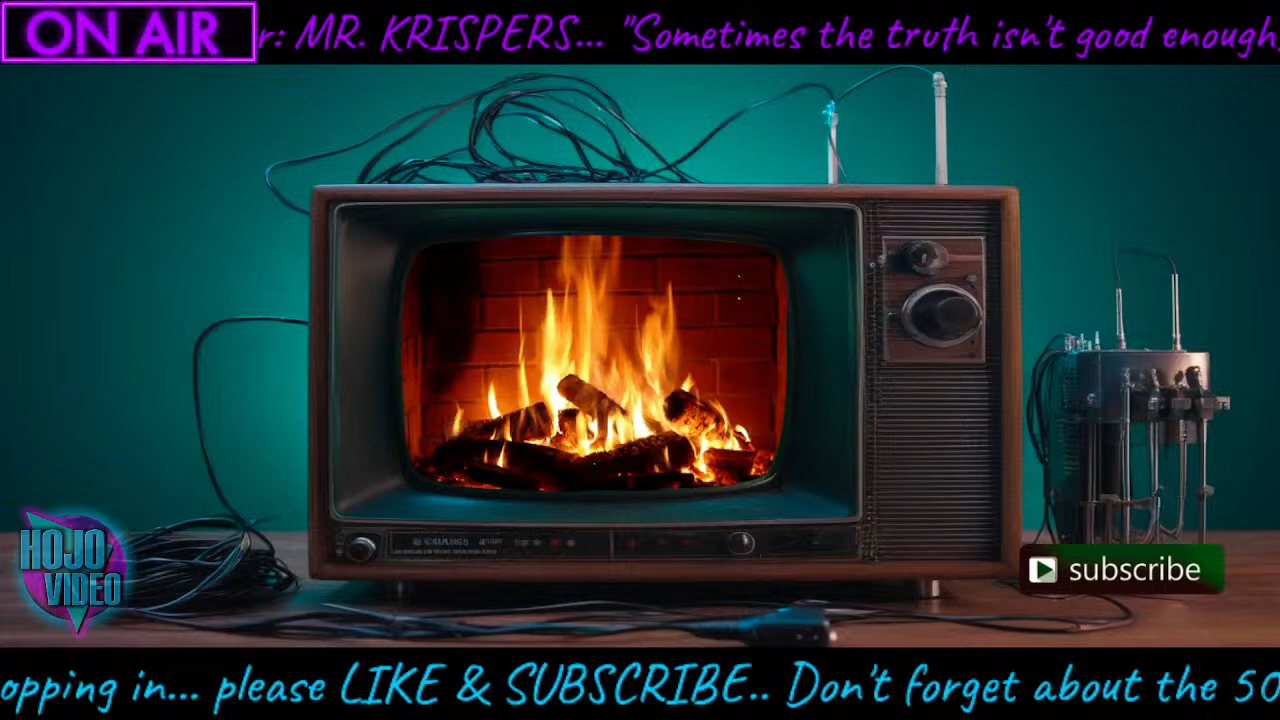 ON AIR
r: MR. KRISPERS... "Sometimes the truth isn't good enough,
HOJO
VIDEO
subscribe
opping in... please LIKE & SUBSCRIBE.. Don't forget about the 50